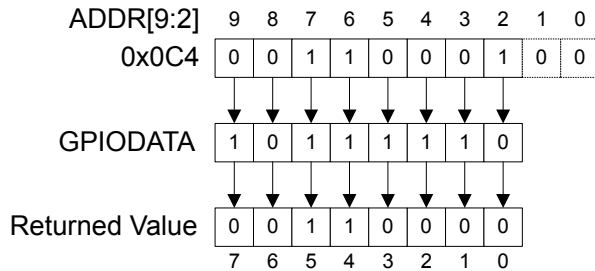 ADDR[9:2] 9 8 7 6 5 4 3 2 1 0
0x0C4 0 0 1 1 0 0 0 1 0 0
GPIODATA 1 0 1 1 1 1 1 0
Returned Value 0 0 1 1 0 0 0 0
7 6 5 4 3 2 1 0